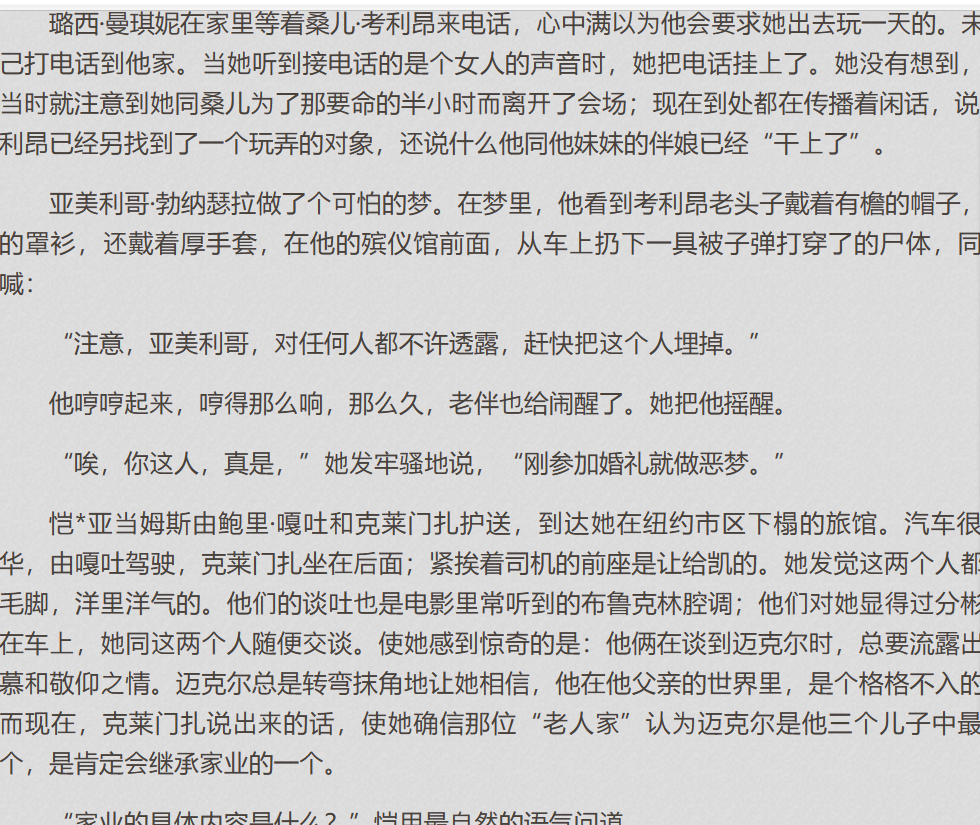 璐西·曼琪妮在家里等着桑儿·考利昂来电话，心中满以为他会要求她出去玩一天的。未
己打电话到他家。当她听到接电话的是个女人的声音时，她把电话挂上了。她没有想到，
当时就注意到她同桑儿为了那要命的半小时而离开了会场；现在到处都在传播着闲话，说
利昂已经另找到了一个玩弄的对象，还说什么他同他妹妹的伴娘已经“干上了”。
亚美利哥·勃纳瑟拉做了个可怕的梦。在梦里，他看到考利昂老头子戴着有檐的帽子，
的罩衫，还戴着厚手套，在他的殡仪馆前面，从车上扔下一具被子弹打穿了的尸体，同
喊：
“注意，亚美利哥，对任何人都不许透露，赶快把这个人埋掉。”
他哼哼起来，哼得那么响，那么久，老伴也给闹醒了。她把他摇醒。
“唉，你这人，真是，”她发牢骚地说，“刚参加婚礼就做恶梦。”
恺*亚当姆斯由鲍里·嘎吐和克莱门扎护送，到达她在纽约市区下榻的旅馆。汽车很
华，由嘎吐驾驶，克莱门扎坐在后面；紧挨着司机的前座是让给凯的。她发觉这两个人都
毛脚，洋里洋气的。他们的谈吐也是电影里常听到的布鲁克林腔调；他们对她显得过分彬
在车上，她同这两个人随便交谈。使她感到惊奇的是：他俩在谈到迈克尔时，总要流露出
慕和敬仰之情。迈克尔总是转弯抹角地让她相信，他在他父亲的世界里，是个格格不入的
而现在，克莱门扎说出来的话，使她确信那位“老人家”认为迈克尔是他三个儿子中最
个，是肯定会继承家业的一个。
“家业的具体内容是什么？”恺用最自然的语气问道